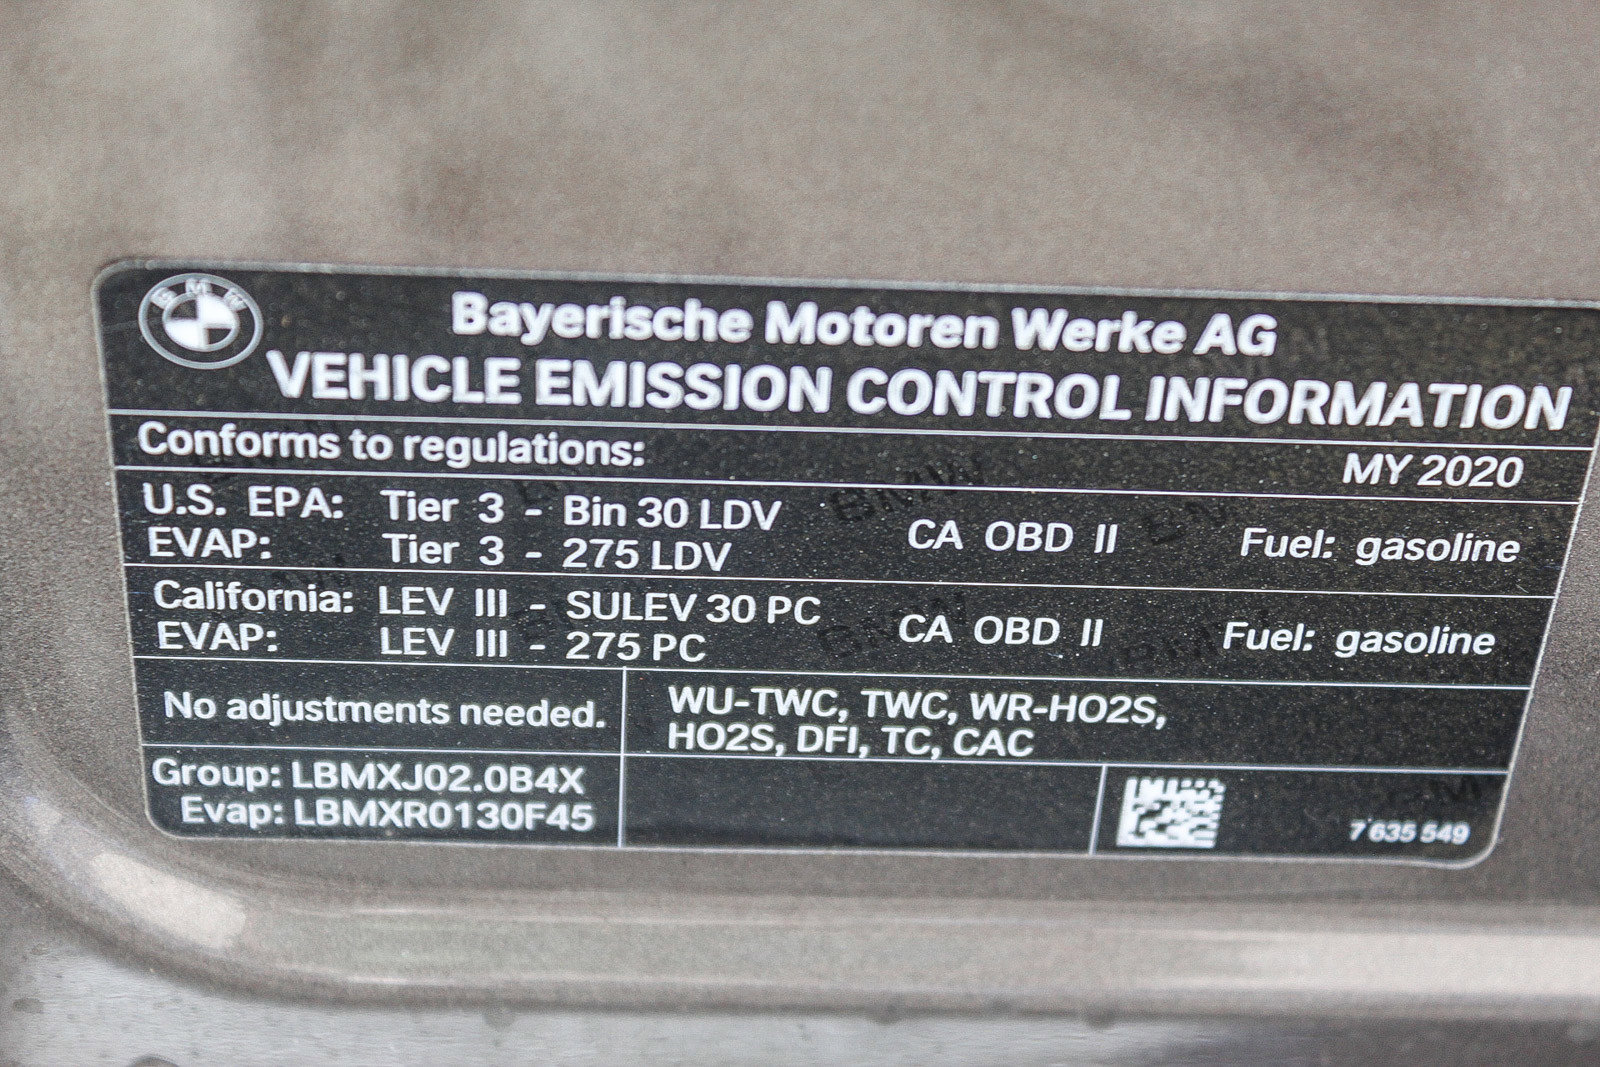 BMW
Bayerische Motoren Werke AG
VEHICLE EMISSION CONTROL INFORMATION
Conforms to regulations:
MY 2020
U.S. EPA: Tier 3 - Bin 30 LDV CA OBD II Fuel: gasoline
EVAP: Tier 3 - 275 LDV
California: LEV III - SULEV 30 PC CA OBD II Fuel: gasoline
EVAP: LEV III - 275 PC
No adjustments needed.
WU-TWC, TWC, WR-HO2S,
HO2S, DFI, TC, CAC
Group: LBMXJ02.0B4X
Evap: LBMXR0130F45
7 635 549